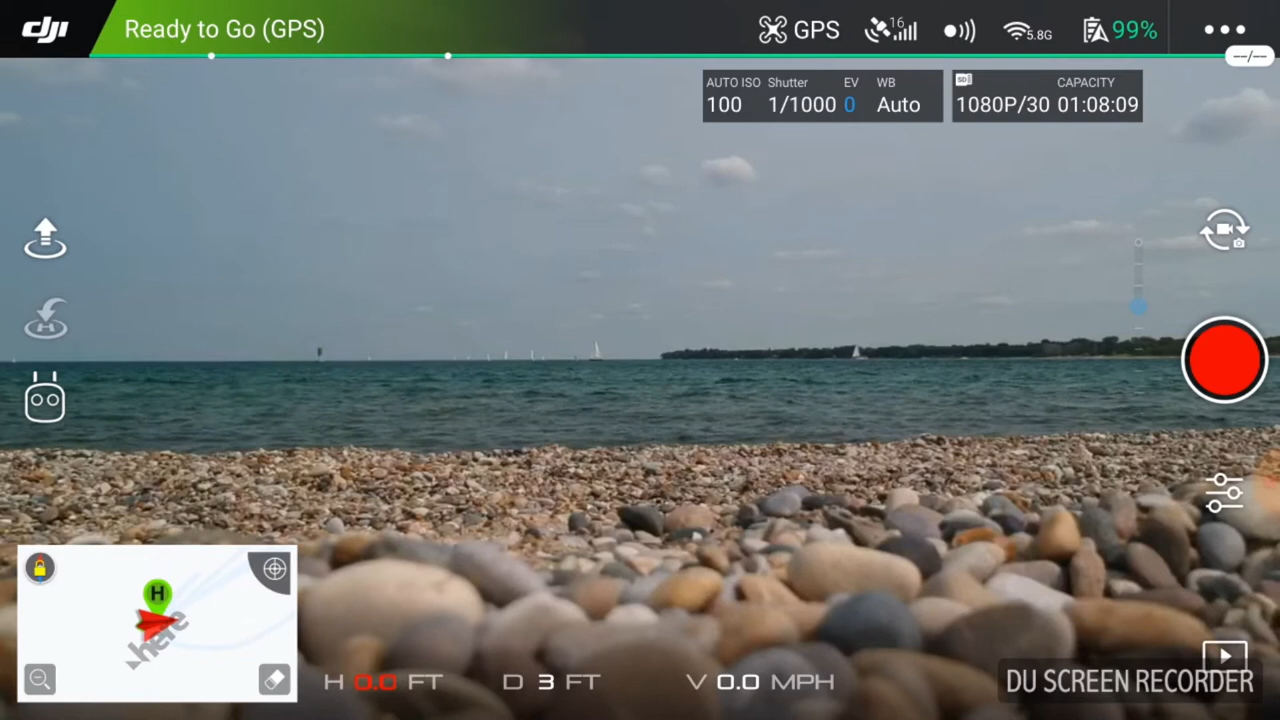 dji Ready to Go (GPS) GPS 16 5.8G 99%
--/--
AUTO ISO Shutter EV WB CAPACITY
100 1/1000 0 Auto 1080P/30 01:08:09
SD
H
H
here
H 0.0 FT D 3 FT V 0.0 MPH
DU SCREEN RECORDER